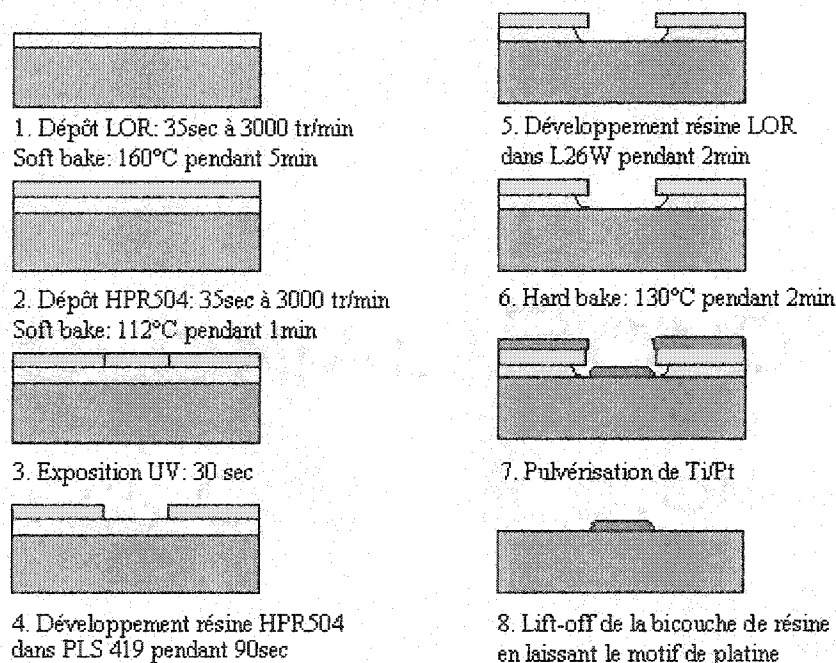 1. Dépôt LOR: 35sec à 3000 tr/min
Soft bake: 160°C pendant 5min
2. Dépôt HPR504: 35sec à 3000 tr/min
Soft bake: 112°C pendant 1min
3. Exposition UV: 30 sec
4. Développement résine HPR504
dans PLS 419 pendant 90sec
5. Développement résine LOR
dans L26W pendant 2min
6. Hard bake: 130°C pendant 2min
7. Pulvérisation de Ti/Pt
8. Lift-off de la bicouche de résine
en laissant le motif de platine